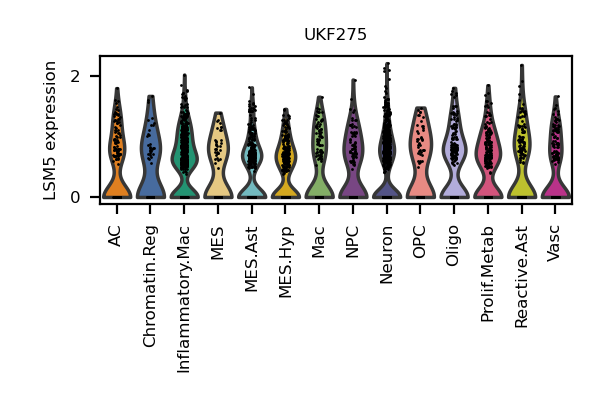 UKF275
LSM5 expression
2
0
AC
Chromatin.Reg
Inflammatory.Mac
MES
MES.Ast
MES.Hyp
Mac
NPC
Neuron
OPC
Oligo
Prolif.Metab
Reactive.Ast
Vasc